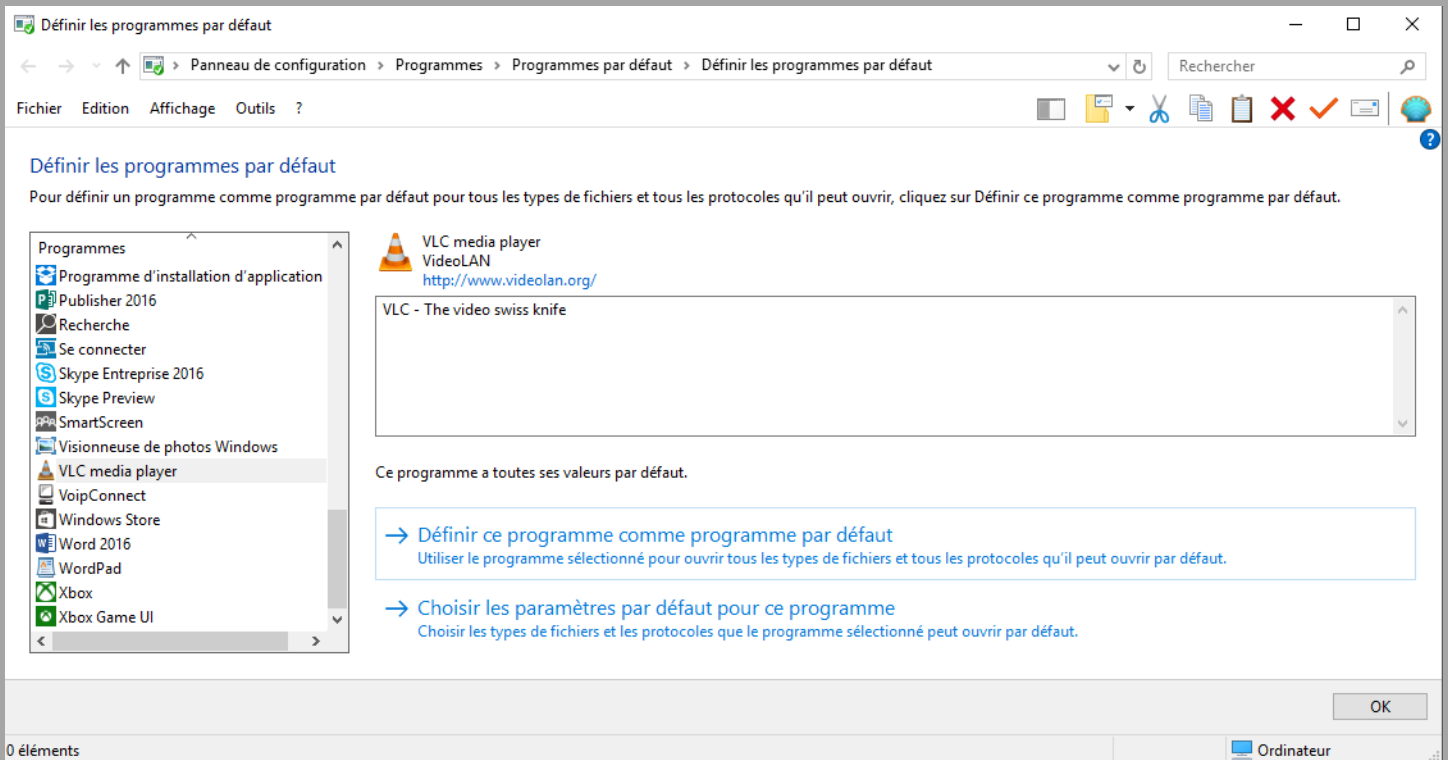 Définir les programmes par défaut
Panneau de configuration > Programmes > Programmes par défaut > Définir les programmes par défaut
Rechercher
Fichier Edition Affichage Outils ?
Définir les programmes par défaut
Pour définir un programme comme programme par défaut pour tous les types de fichiers et tous les protocoles qu'il peut ouvrir, cliquez sur Définir ce programme comme programme par défaut.
Programmes
Programme d'installation d'application
Publisher 2016
Recherche
Se connecter
Skype Entreprise 2016
Skype Preview
SmartScreen
Visionneuse de photos Windows
VLC media player
VoipConnect
Windows Store
Word 2016
WordPad
Xbox
Xbox Game UI
VLC media player
VideoLAN
http://www.videolan.org/
VLC - The video swiss knife
Ce programme a toutes ses valeurs par défaut.
Définir ce programme comme programme par défaut
Utiliser le programme sélectionné pour ouvrir tous les types de fichiers et tous les protocoles qu'il peut ouvrir par défaut.
Choisir les paramètres par défaut pour ce programme
Choisir les types de fichiers et les protocoles que le programme sélectionné peut ouvrir par défaut.
OK
0 éléments
Ordinateur